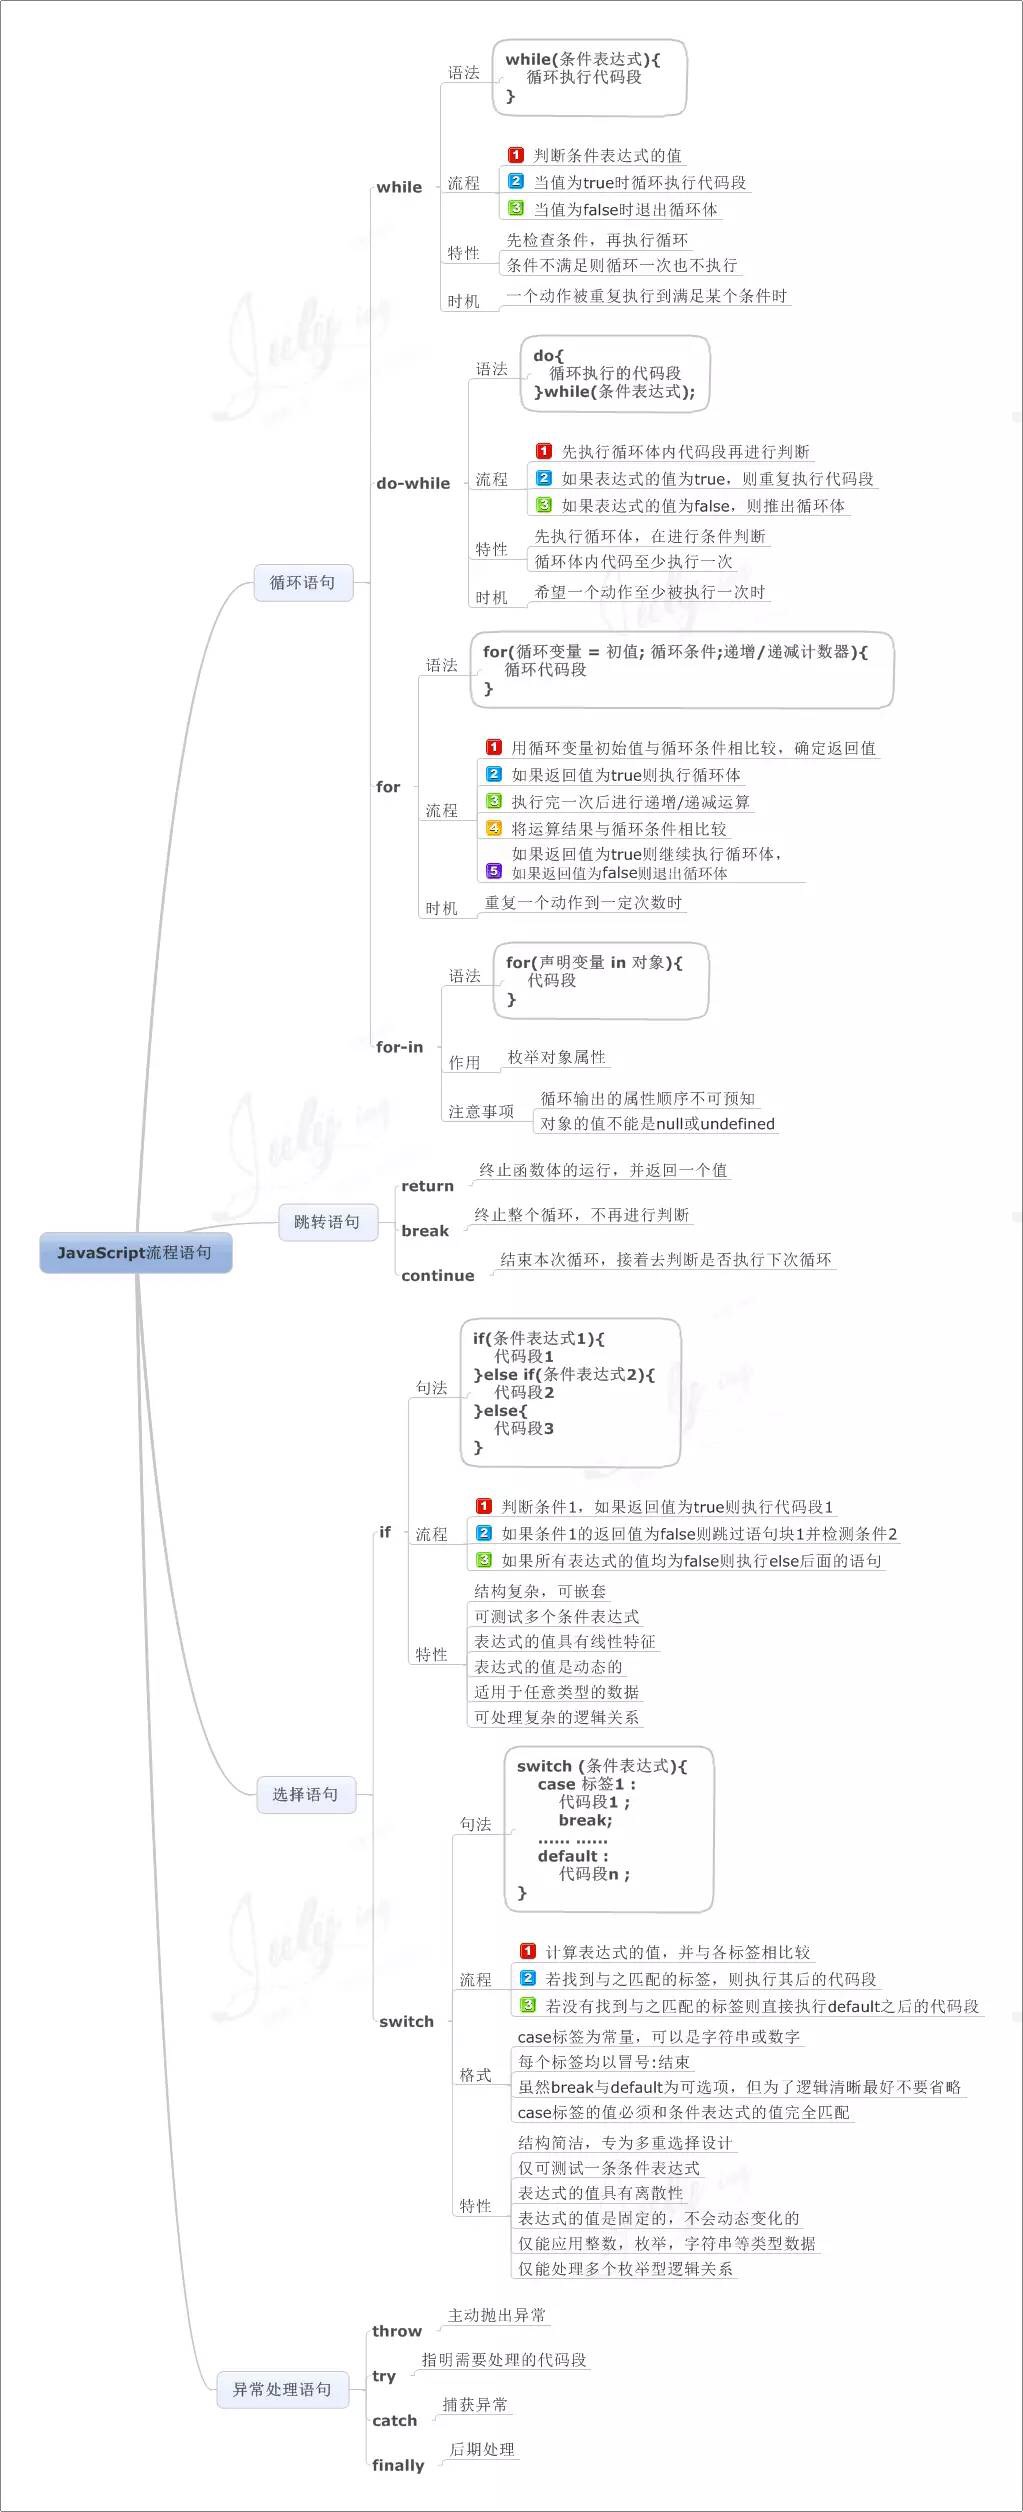 JavaScript流程语句
循环语句
while
语法
while(条件表达式){
循环执行代码段
}
流程
1 判断条件表达式的值
2 当值为true时循环执行代码段
3 当值为false时退出循环体
特性
先检查条件，再执行循环
条件不满足则循环一次也不执行
时机
一个动作被重复执行到满足某个条件时
do-while
语法
do{
循环执行的代码段
}while(条件表达式);
流程
1 先执行循环体内代码段再进行判断
2 如果表达式的值为true，则重复执行代码段
3 如果表达式的值为false，则推出循环体
特性
先执行循环体，在进行条件判断
循环体内代码至少执行一次
时机
希望一个动作至少被执行一次时
for
语法
for(循环变量 = 初值; 循环条件;递增/递减计数器){
循环代码段
}
流程
1 用循环变量初始值与循环条件相比较，确定返回值
2 如果返回值为true则执行循环体
3 执行完一次后进行递增/递减运算
4 将运算结果与循环条件相比较
5 如果返回值为true则继续执行循环体，
如果返回值为false则退出循环体
时机
重复一个动作到一定次数时
for-in
语法
for(声明变量 in 对象){
代码段
}
作用
枚举对象属性
注意事项
循环输出的属性顺序不可预知
对象的值不能是null或undefined
跳转语句
return
终止函数体的运行，并返回一个值
break
终止整个循环，不再进行判断
continue
结束本次循环，接着去判断是否执行下次循环
选择语句
if
句法
if(条件表达式1){
代码段1
}else if(条件表达式2){
代码段2
}else{
代码段3
}
流程
1 判断条件1，如果返回值为true则执行代码段1
2 如果条件1的返回值为false则跳过语句块1并检测条件2
3 如果所有表达式的值均为false则执行else后面的语句
特性
结构复杂，可嵌套
可测试多个条件表达式
表达式的值具有线性特征
表达式的值是动态的
适用于任意类型的数据
可处理复杂的逻辑关系
switch
句法
switch (条件表达式){
case 标签1 :
代码段1 ;
break;
...... ......
default :
代码段n ;
}
流程
1 计算表达式的值，并与各标签相比较
2 若找到与之匹配的标签，则执行其后的代码段
3 若没有找到与之匹配的标签则直接执行default之后的代码段
格式
case标签为常量，可以是字符串或数字
每个标签均以冒号:结束
虽然break与default为可选项，但为了逻辑清晰最好不要省略
case标签的值必须和条件表达式的值完全匹配
特性
结构简洁，专为多重选择设计
仅可测试一条条件表达式
表达式的值具有离散性
表达式的值是固定的，不会动态变化的
仅能应用整数，枚举，字符串等类型数据
仅能处理多个枚举型逻辑关系
异常处理语句
throw
主动抛出异常
try
指明需要处理的代码段
catch
捕获异常
finally
后期处理